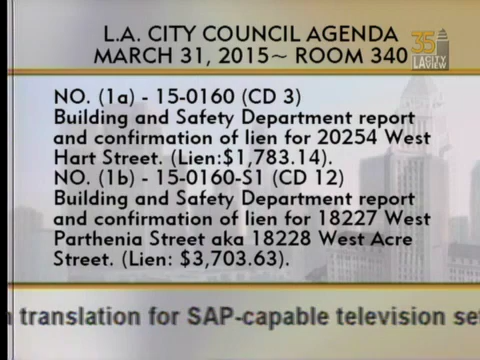 L.A. CITY COUNCIL AGENDA
MARCH 31, 2015~ ROOM 340
35
LACITY
VIEW
NO. (1a) - 15-0160 (CD 3)
Building and Safety Department report
and confirmation of lien for 20254 West
Hart Street. (Lien:$1,783.14).
NO. (1b) - 15-0160-S1 (CD 12)
Building and Safety Department report
and confirmation of lien for 18227 West
Parthenia Street aka 18228 West Acre
Street. (Lien: $3,703.63).
translation for SAP-capable television se